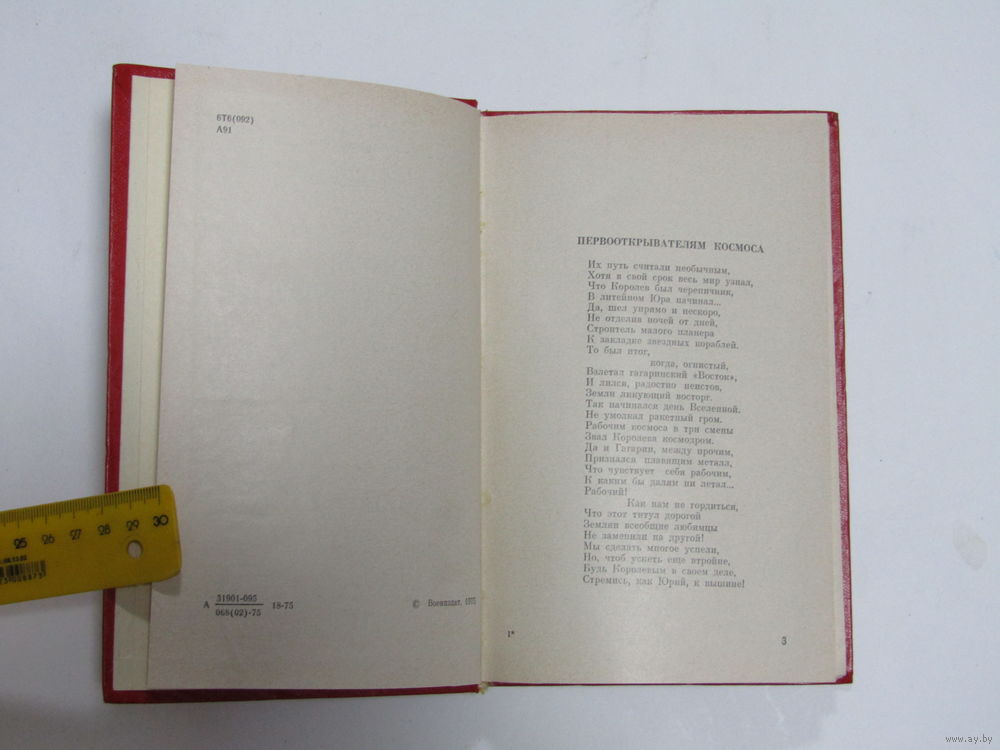 6Т6(092)
А91
А 31901-095 18-75
068(02)-75
© Воениздат, 1975
ПЕРВООТКРЫВАТЕЛЯМ КОСМОСА
Их путь считали необычным,
Хотя в свой срок весь мир узнал,
Что Королев был черепичник,
В литейном Юра начинал...
Да, шел упрямо и нескоро,
Не отделив ночей от дней,
Строитель малого планера
К закладке звездных кораблей.
То был итог,
когда, огнистый,
Взлетал гагаринский «Восток»,
И лился, радостно неистов,
Земли ликующий восторг.
Так начинался день Вселенной.
Не умолкал ракетный гром.
Рабочим космоса в три смены
Знал Королева космодром.
Да и Гагарин, между прочим,
Признался плавящим металл,
Что чувствует себя рабочим,
К каким бы далям ни летал...
Рабочий!
Как нам не гордиться,
Что этот титул дорогой
Земляне всеобщие любимцы
Не заменили на другой!
Мы сделать многое успели,
Но, чтоб успеть еще втройне,
Будь Королевым в своем деле,
Стремись, как Юрий, к вышине!
1*
3
25 26 27 28 29 30
www.ay.by